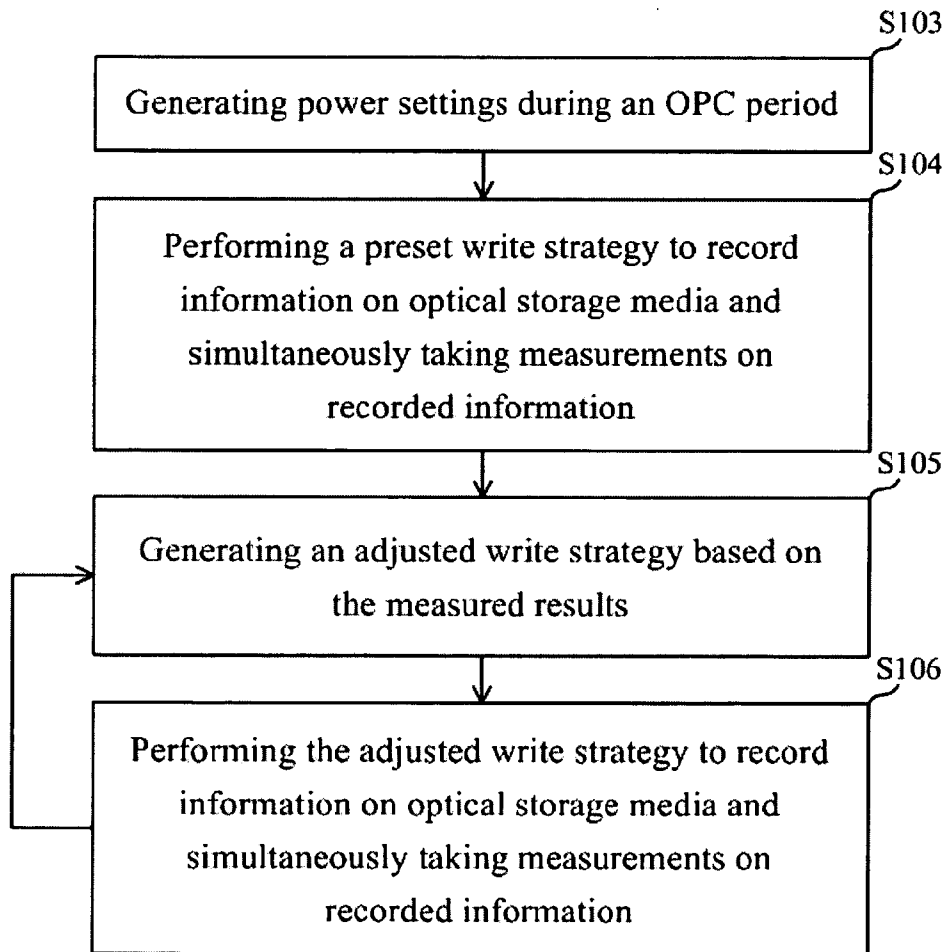 S103
Generating power settings during an OPC period
S104
Performing a preset write strategy to record
information on optical storage media and
simultaneously taking measurements on
recorded information
S105
Generating an adjusted write strategy based on
the measured results
S106
Performing the adjusted write strategy to record
information on optical storage media and
simultaneously taking measurements on
recorded information